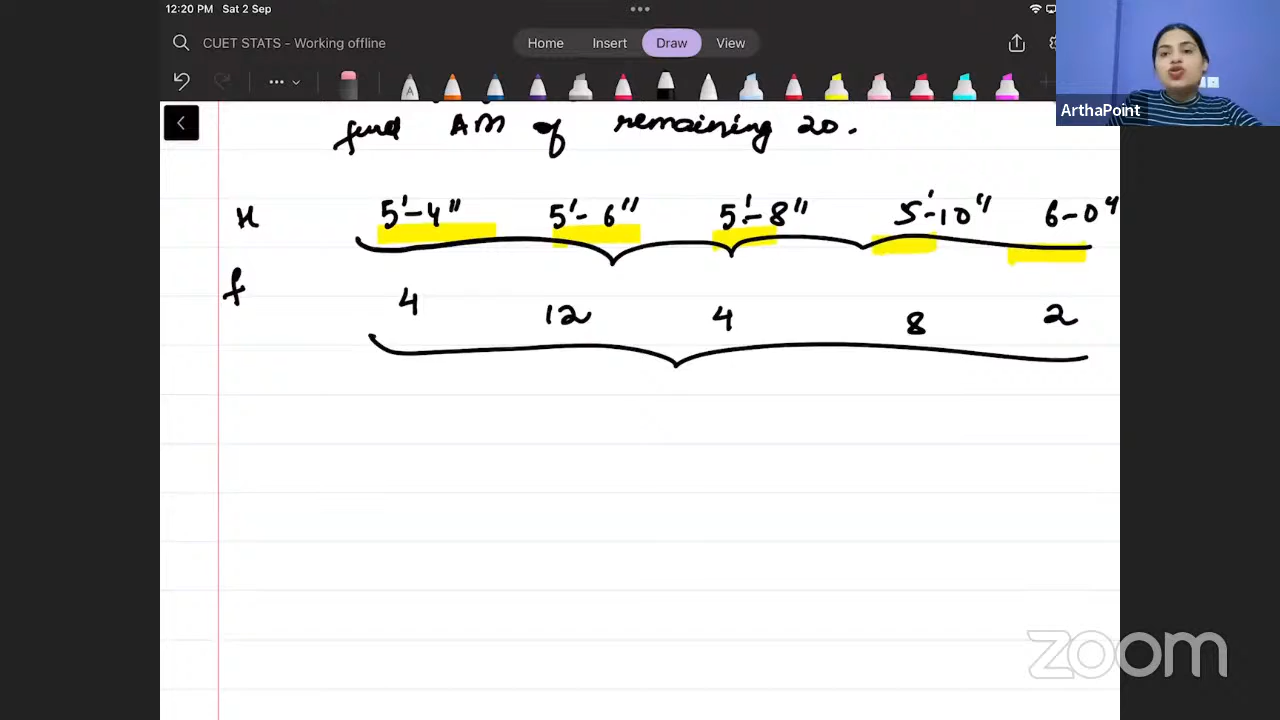 12:20 PM Sat 2 Sep
CUET STATS - Working offline
Home Insert Draw View
A
ArthaPoint
find AM of remaining 20.
x 5'-4" 5'-6" 5'-8" 5'-10" 6-0"
f 4 12 4 8 2
zoom